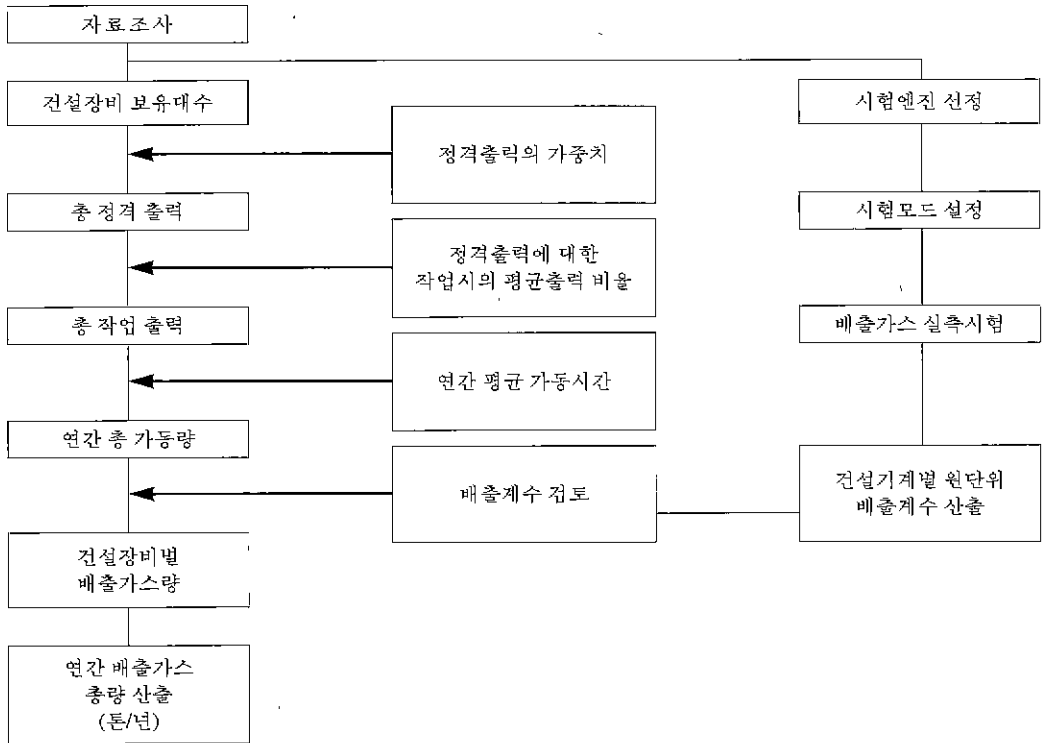 자료조사
건설장비 보유대수
시험엔진 선정
정격출력의 가중치
총 정격 출력
시험모드 설정
정격출력에 대한
작업시의 평균출력 비율
총 작업 출력
배출가스 실측시험
연간 평균 가동시간
연간 총 가동량
배출계수 검토
건설기계별 원단위
배출계수 산출
건설장비별
배출가스량
연간 배출가스
총량 산출
(톤/년)